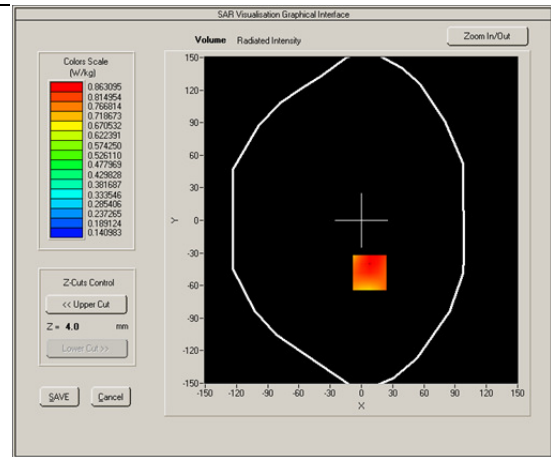 SAR Visualisation Graphical Interface
Volume Radiated Intensity
Zoom In/Out
Colors Scale
(W/kg)
0.863095
0.814954
0.766814
0.718673
0.670532
0.622391
0.574250
0.526110
0.477969
0.429828
0.381687
0.333546
0.285406
0.237265
0.189124
0.140983
Z-Cuts Control
<< Upper Cut
Z = 4.0 mm
Lower Cut >>
SAVE
Cancel
150
120
90
60
30
0
-30
-60
-90
-120
-150
Y
-150 -120 -90 -60 -30 0 30 60 90 120 150
X